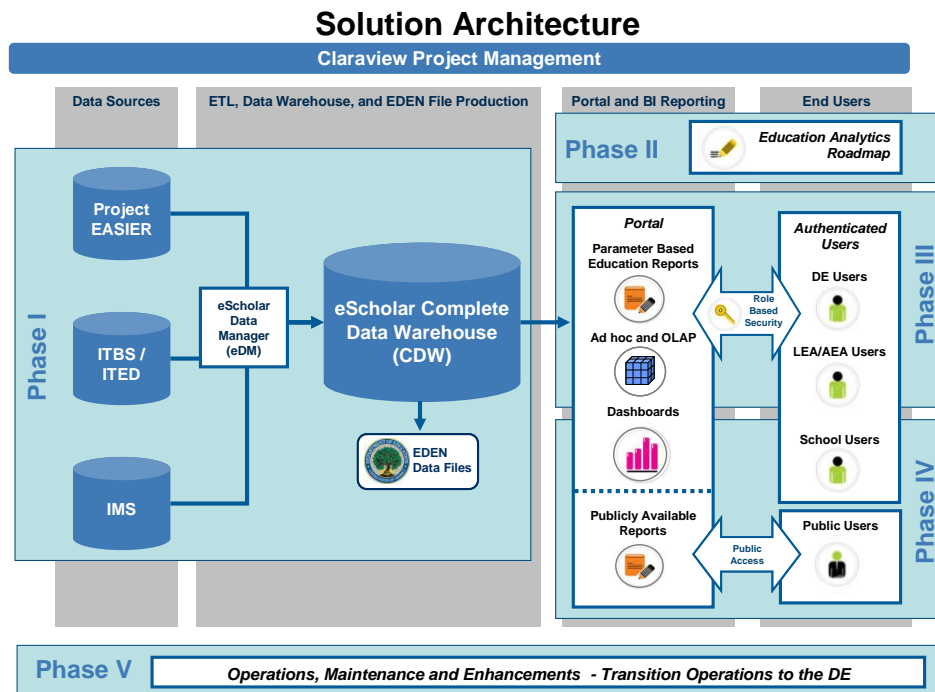 Solution Architecture
Claraview Project Management
Data Sources
ETL, Data Warehouse, and EDEN File Production
Portal and BI Reporting
End Users
Phase I
Project
EASIER
ITBS /
ITED
IMS
eScholar
Data
Manager
(eDM)
eScholar Complete
Data Warehouse
(CDW)
EDEN
Data Files
Phase II
Education Analytics
Roadmap
Phase III
Portal
Parameter Based
Education Reports
Ad hoc and OLAP
Dashboards
Publicly Available
Reports
Role
Based
Security
Public
Access
Authenticated
Users
DE Users
LEA/AEA Users
School Users
Public Users
Phase IV
Phase V
Operations, Maintenance and Enhancements - Transition Operations to the DE